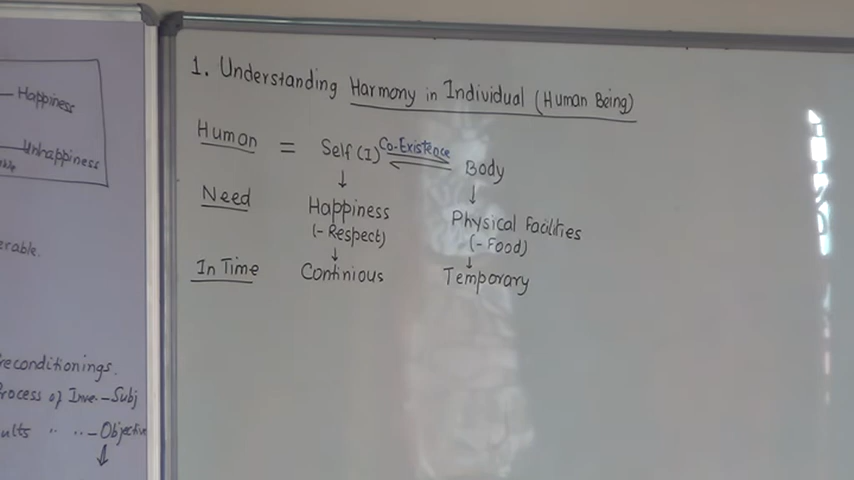 Happiness
Unhappiness
erable.
reconditionings.
rocess of Inve.-Subj
ults " " - Objective
1. Understanding Harmony in Individual (Human Being)
Human = Self (I) Co-Existence Body
Need Happiness Physical Facilities
(- Respect) (- Food)
In Time Continious Temporary